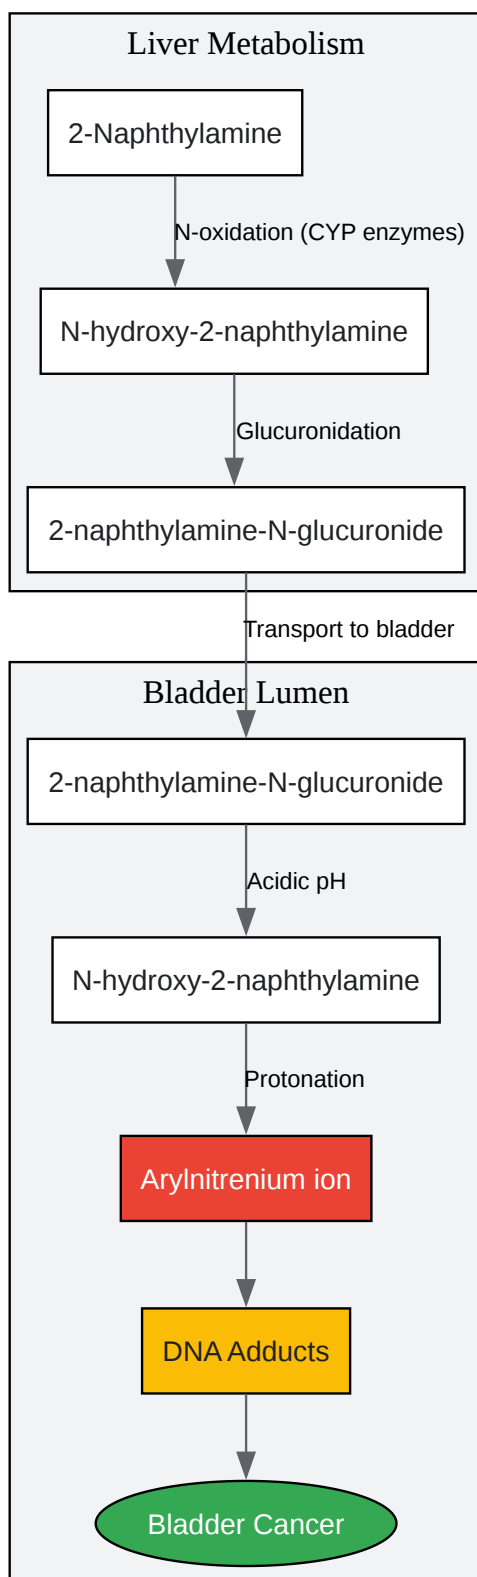 Liver Metabolism
2-Naphthylamine
N-oxidation (CYP enzymes)
N-hydroxy-2-naphthylamine
Glucuronidation
2-naphthylamine-N-glucuronide
Transport to bladder
Bladder Lumen
2-naphthylamine-N-glucuronide
Acidic pH
N-hydroxy-2-naphthylamine
Protonation
Arylnitrenium ion
DNA Adducts
Bladder Cancer